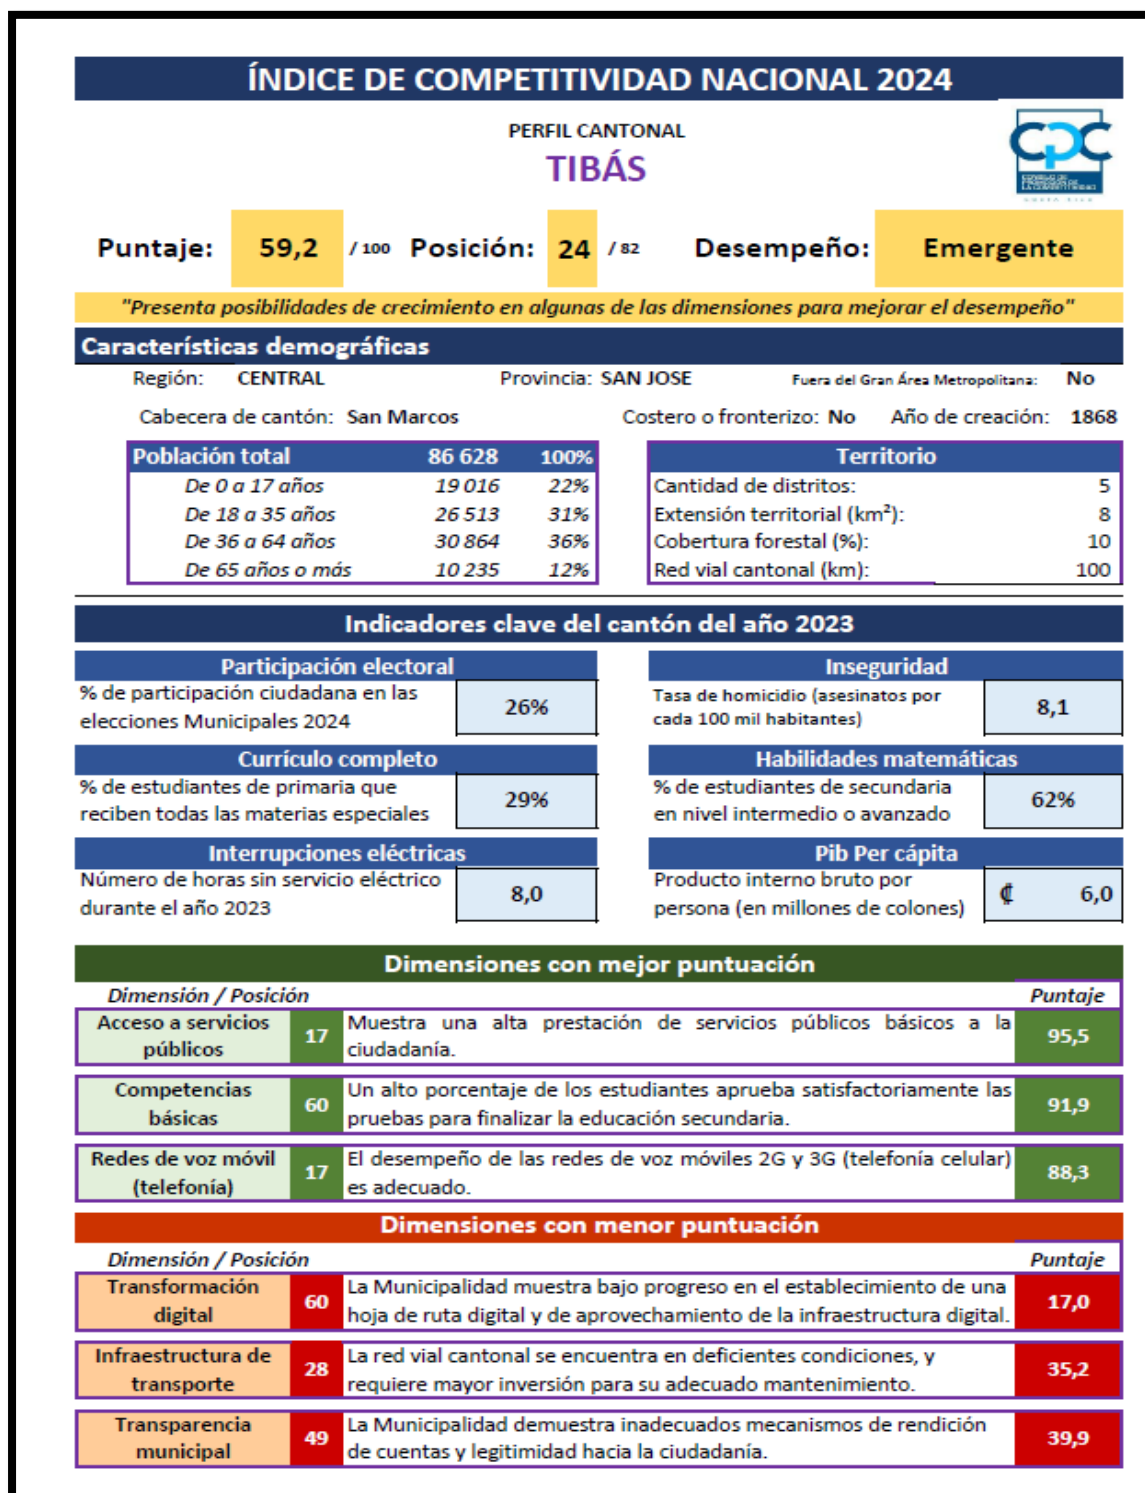 ÍNDICE DE COMPETITIVIDAD NACIONAL 2024
PERFIL CANTONAL
TIBÁS
CPC
CONSEJO DE
PROMOCIÓN DE
LA COMPETITIVIDAD
COSTA RICA
Puntaje: 59,2 / 100 Posición: 24 / 82 Desempeño: Emergente
"Presenta posibilidades de crecimiento en algunas de las dimensiones para mejorar el desempeño"
Características demográficas
Región: CENTRAL Provincia: SAN JOSE Fuera del Gran Área Metropolitana: No
Cabecera de cantón: San Marcos Costero o fronterizo: No Año de creación: 1868
Población total 86 628 100%
De 0 a 17 años 19 016 22%
De 18 a 35 años 26 513 31%
De 36 a 64 años 30 864 36%
De 65 años o más 10 235 12%
Territorio
Cantidad de distritos: 5
Extensión territorial (km²): 8
Cobertura forestal (%): 10
Red vial cantonal (km): 100
Indicadores clave del cantón del año 2023
Participación electoral
% de participación ciudadana en las
elecciones Municipales 2024
26%
Inseguridad
Tasa de homicidio (asesinatos por
cada 100 mil habitantes)
8,1
Currículo completo
% de estudiantes de primaria que
reciben todas las materias especiales
29%
Habilidades matemáticas
% de estudiantes de secundaria
en nivel intermedio o avanzado
62%
Interrupciones eléctricas
Número de horas sin servicio eléctrico
durante el año 2023
8,0
Pib Per cápita
Producto interno bruto por
persona (en millones de colones)
₡ 6,0
Dimensiones con mejor puntuación
Dimensión / Posición Puntaje
Acceso a servicios
públicos
17
Muestra una alta prestación de servicios públicos básicos a la
ciudadanía.
95,5
Competencias
básicas
60
Un alto porcentaje de los estudiantes aprueba satisfactoriamente las
pruebas para finalizar la educación secundaria.
91,9
Redes de voz móvil
(telefonía)
17
El desempeño de las redes de voz móviles 2G y 3G (telefonía celular)
es adecuado.
88,3
Dimensiones con menor puntuación
Dimensión / Posición Puntaje
Transformación
digital
60
La Municipalidad muestra bajo progreso en el establecimiento de una
hoja de ruta digital y de aprovechamiento de la infraestructura digital.
17,0
Infraestructura de
transporte
28
La red vial cantonal se encuentra en deficientes condiciones, y
requiere mayor inversión para su adecuado mantenimiento.
35,2
Transparencia
municipal
49
La Municipalidad demuestra inadecuados mecanismos de rendición
de cuentas y legitimidad hacia la ciudadanía.
39,9